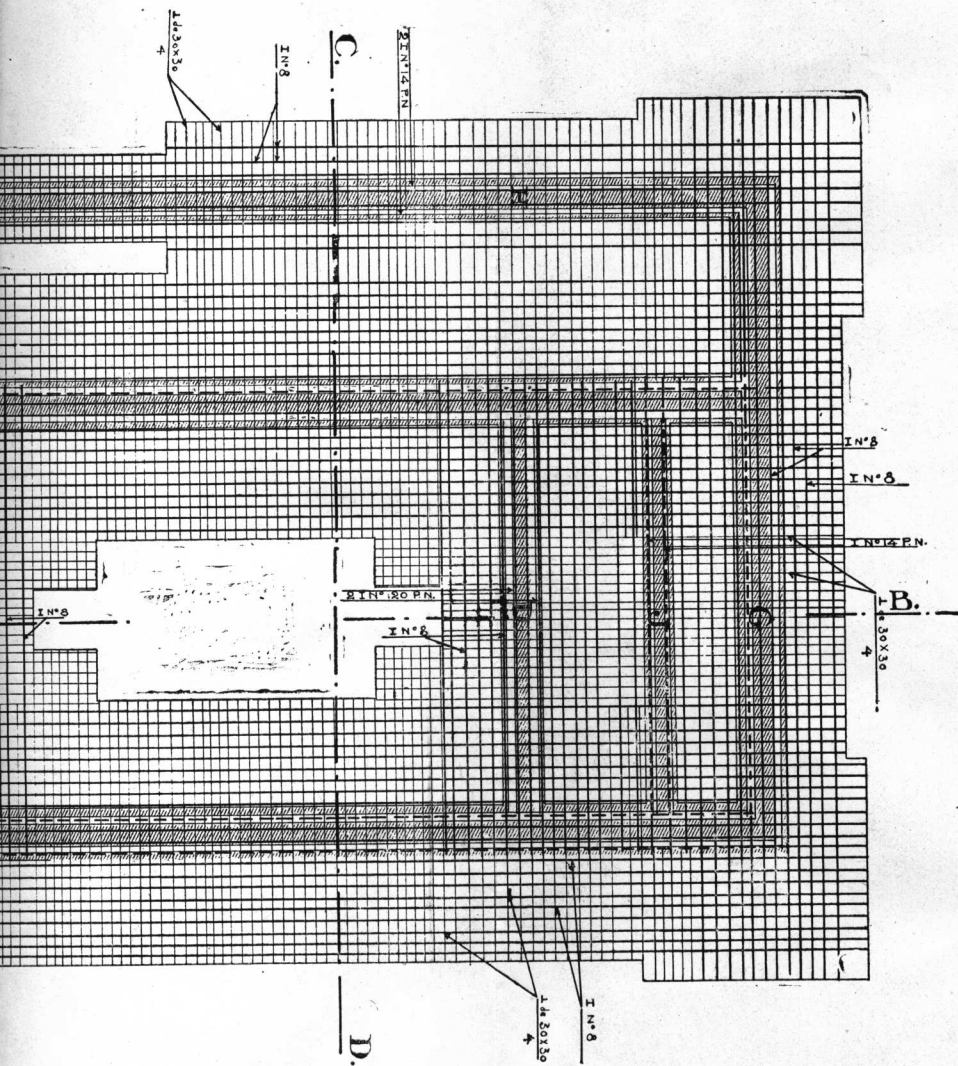 ⊥ de 30x30
4
I N°8
C.
2 I N° 14 P.N
I
I N°8
I N°8
I N° 14 P.N.
B.
⊥ de 30x30
4
2 I N° 20 P.N.
I N°8
I N°8
J
G
⊥ de 30x30
4
I N°8
D.